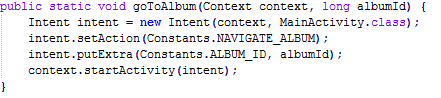 public static void goToAlbum(Context context, long albumId) {
    Intent intent = new Intent(context, MainActivity.class);
    intent.setAction(Constants.NAVIGATE_ALBUM);
    intent.putExtra(Constants.ALBUM_ID, albumId);
    context.startActivity(intent);
}